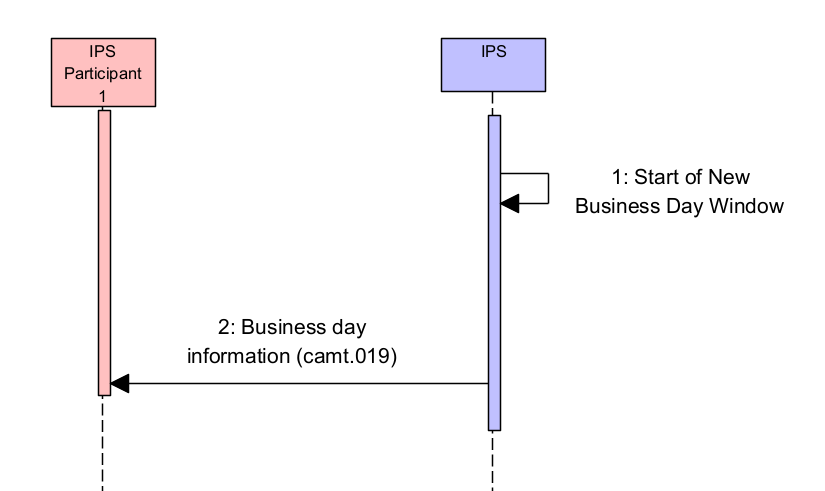 IPS
Participant
1
IPS
1: Start of New
Business Day Window
2: Business day
information (camt.019)